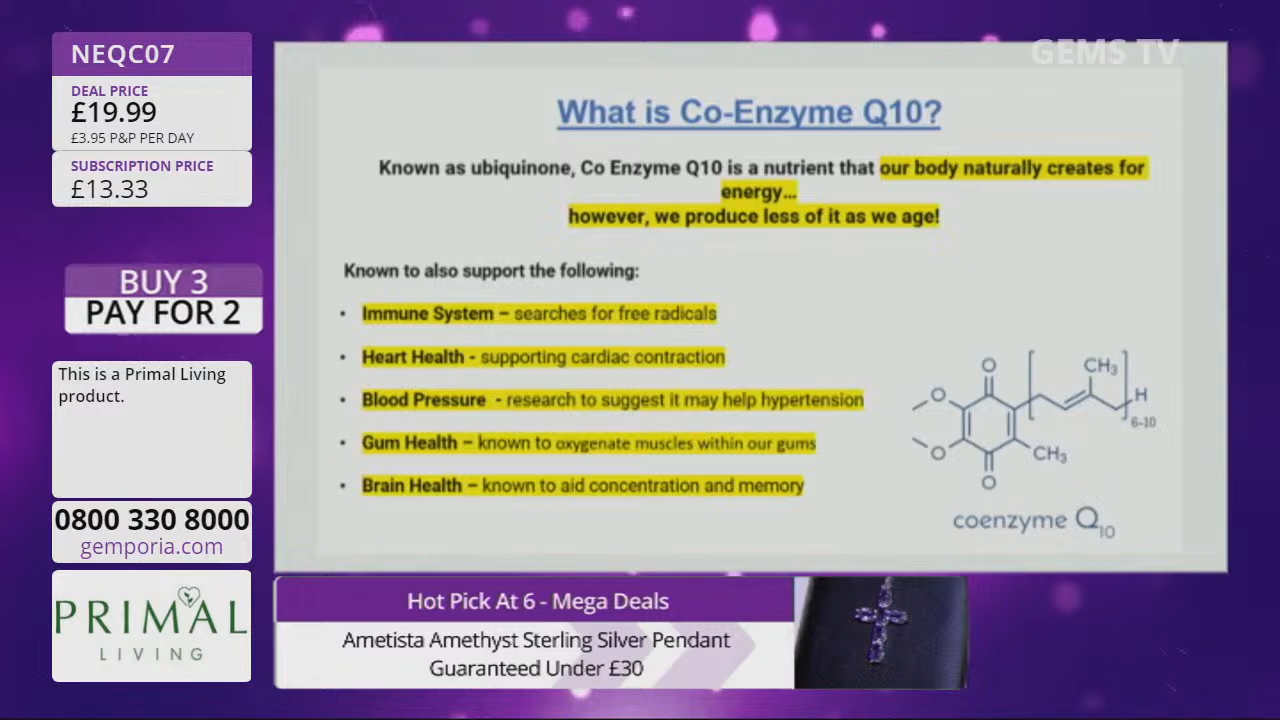 NEQC07
DEAL PRICE
£19.99
£3.95 P&P PER DAY
SUBSCRIPTION PRICE
£13.33
BUY 3
PAY FOR 2
This is a Primal Living
product.
0800 330 8000
gemporia.com
PRIMAL
LIVING
GEMS TV
What is Co-Enzyme Q10?
Known as ubiquinone, Co Enzyme Q10 is a nutrient that our body naturally creates for
energy...
however, we produce less of it as we age!
Known to also support the following:
• Immune System – searches for free radicals
• Heart Health - supporting cardiac contraction
• Blood Pressure - research to suggest it may help hypertension
• Gum Health – known to oxygenate muscles within our gums
• Brain Health – known to aid concentration and memory
CH₃
O
O
H
6-10
O
CH₃
O
coenzyme Q₁₀
Hot Pick At 6 - Mega Deals
Ametista Amethyst Sterling Silver Pendant
Guaranteed Under £30